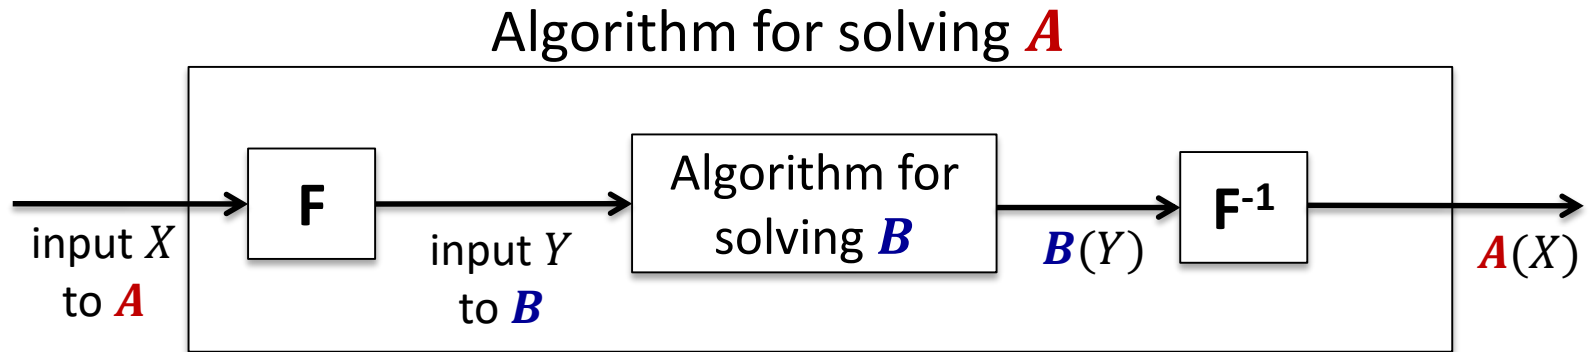 Algorithm for solving A
input X
to A
F
input Y
to B
Algorithm for
solving B
B(Y)
F⁻¹
A(X)